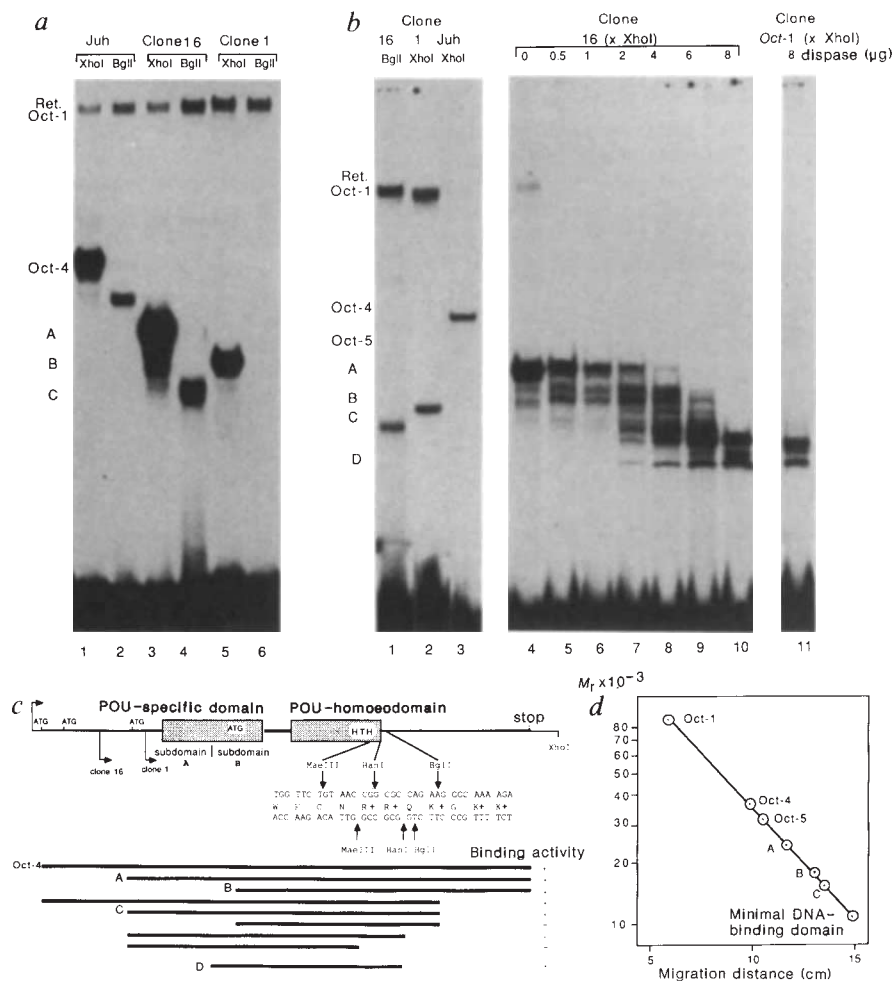 a
Juh Clone16 Clone 1
XhoI BglI XhoI BglI XhoI BglI
Ret.
Oct-1
Oct-4
A
B
C
1 2 3 4 5 6
b
Clone
16 1 Juh
BglI XhoI XhoI
Clone
16 (x XhoI)
0 0.5 1 2 4 6 8
Clone
Oct-1 (x XhoI)
8 dispase (µg)
Ret.
Oct-1
Oct-4
Oct-5
A
B
C
D
1 2 3 4 5 6 7 8 9 10 11
c
POU-specific domain POU-homoeodomain
stop
ATG ATG ATG ATG HTH
XhoI
subdomain subdomain
A B
clone 16 clone 1
MaeIII HanI BglI
TGG TTC TGT AAC CGG CGC CAG AAG GGC AAA AGA
W F C N R+ R+ Q K+ G K+ K+
ACC AAG ACA TTG GCC GCG GTC TTC CCG TTT TCT
MaeIII HanI BglI
Binding activity
Oct-4
A
B
C
D
d
Mr x10⁻³
80
70
60
50
40
30
20
10
Oct-1
Oct-4
Oct-5
A
B
C
Minimal DNA-
binding domain
5 10 15
Migration distance (cm)